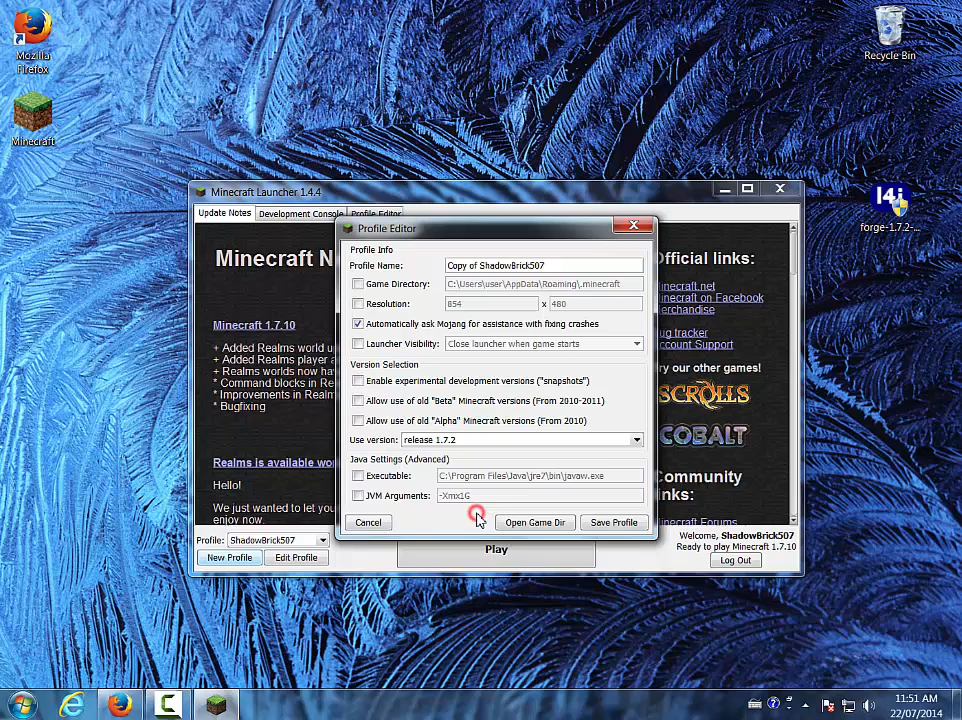 Mozilla
Firefox
Minecraft
Recycle Bin
forge-1.7.2-...
Minecraft Launcher 1.4.4
Update Notes Development Console Profile Editor
Minecraft N
Minecraft 1.7.10
+ Added Realms world u
+ Added Realms player a
+ Realms worlds now hav
* Command blocks in Re
* Improvements in Realm
* Bugfixing
Realms is available wo
Hello!
We just wanted to let you
enjoy now.
Official links:
Minecraft.net
Minecraft on Facebook
Merchandise
Bug tracker
Account Support
Try our other games!
SCROLLS
COBALT
Community
links:
Minecraft Forums
Profile Editor
Profile Info
Profile Name: Copy of ShadowBrick507
Game Directory: C:\Users\user\AppData\Roaming\.minecraft
Resolution: 854 x 480
Automatically ask Mojang for assistance with fixing crashes
Launcher Visibility: Close launcher when game starts
Version Selection
Enable experimental development versions ("snapshots")
Allow use of old "Beta" Minecraft versions (From 2010-2011)
Allow use of old "Alpha" Minecraft versions (From 2010)
Use version: release 1.7.2
Java Settings (Advanced)
Executable: C:\Program Files\Java\jre7\bin\javaw.exe
JVM Arguments: -Xmx1G
Cancel Open Game Dir Save Profile
Profile: ShadowBrick507
New Profile Edit Profile
Play
Welcome, ShadowBrick507
Ready to play Minecraft 1.7.10
Log Out
11:51 AM
22/07/2014